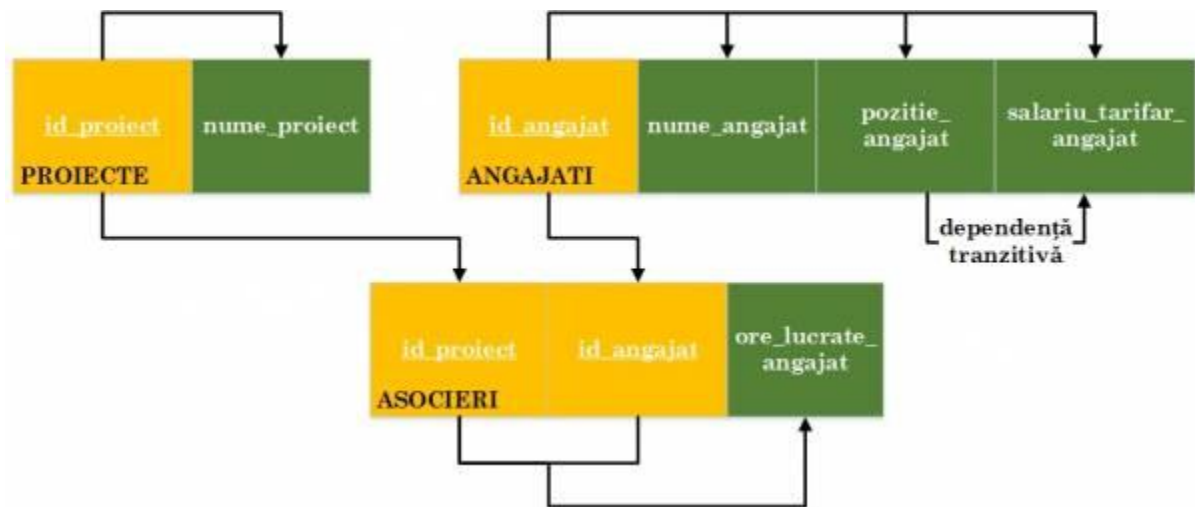 id_proiect
nume_proiect
PROIECTE
id_angajat
nume_angajat
pozitie_
angajat
salariu_tarifar_
angajat
ANGAJATI
dependență
tranzitivă
id_proiect
id_angajat
ore_lucrate_
angajat
ASOCIERI